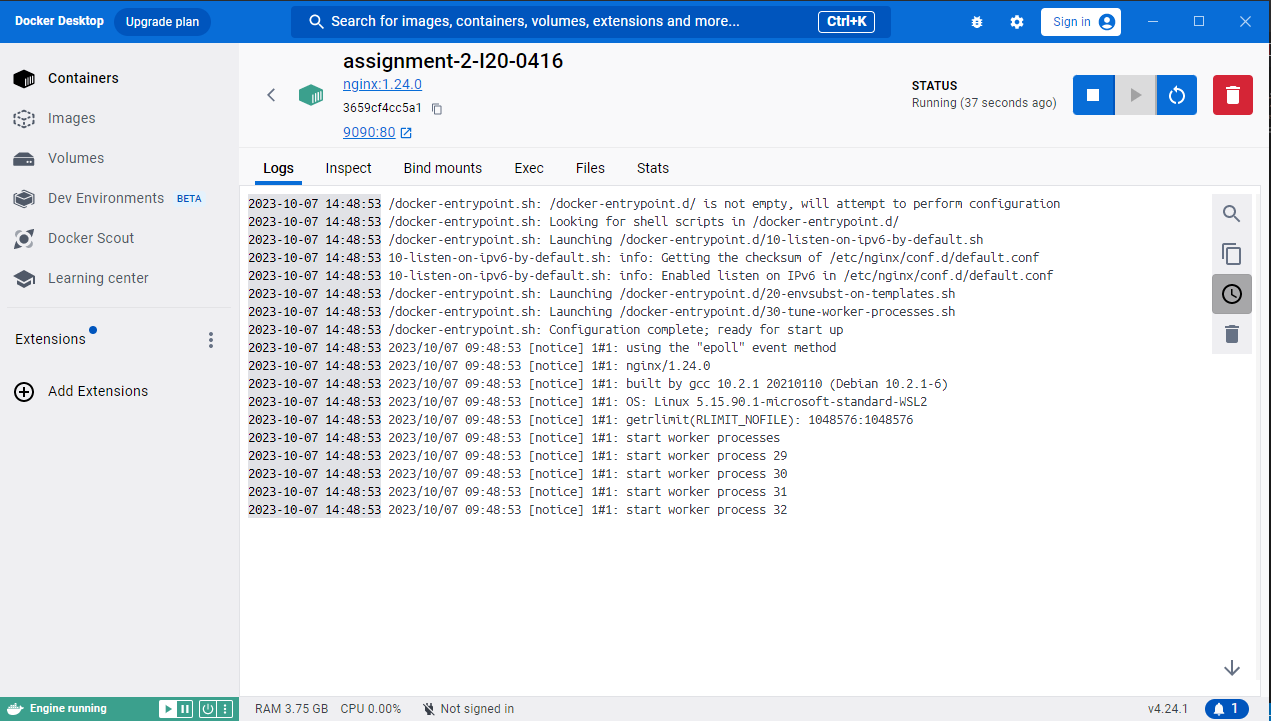 Docker Desktop Upgrade plan Search for images, containers, volumes, extensions and more... Ctrl+K Sign in
Containers
Images
Volumes
Dev Environments BETA
Docker Scout
Learning center
Extensions
Add Extensions
assignment-2-I20-0416
nginx:1.24.0
3659cf4cc5a1
9090:80
STATUS
Running (37 seconds ago)
Logs Inspect Bind mounts Exec Files Stats
2023-10-07 14:48:53 /docker-entrypoint.sh: /docker-entrypoint.d/ is not empty, will attempt to perform configuration
2023-10-07 14:48:53 /docker-entrypoint.sh: Looking for shell scripts in /docker-entrypoint.d/
2023-10-07 14:48:53 /docker-entrypoint.sh: Launching /docker-entrypoint.d/10-listen-on-ipv6-by-default.sh
2023-10-07 14:48:53 10-listen-on-ipv6-by-default.sh: info: Getting the checksum of /etc/nginx/conf.d/default.conf
2023-10-07 14:48:53 10-listen-on-ipv6-by-default.sh: info: Enabled listen on IPv6 in /etc/nginx/conf.d/default.conf
2023-10-07 14:48:53 /docker-entrypoint.sh: Launching /docker-entrypoint.d/20-envsubst-on-templates.sh
2023-10-07 14:48:53 /docker-entrypoint.sh: Launching /docker-entrypoint.d/30-tune-worker-processes.sh
2023-10-07 14:48:53 /docker-entrypoint.sh: Configuration complete; ready for start up
2023-10-07 14:48:53 2023/10/07 09:48:53 [notice] 1#1: using the "epoll" event method
2023-10-07 14:48:53 2023/10/07 09:48:53 [notice] 1#1: nginx/1.24.0
2023-10-07 14:48:53 2023/10/07 09:48:53 [notice] 1#1: built by gcc 10.2.1 20210110 (Debian 10.2.1-6)
2023-10-07 14:48:53 2023/10/07 09:48:53 [notice] 1#1: OS: Linux 5.15.90.1-microsoft-standard-WSL2
2023-10-07 14:48:53 2023/10/07 09:48:53 [notice] 1#1: getrlimit(RLIMIT_NOFILE): 1048576:1048576
2023-10-07 14:48:53 2023/10/07 09:48:53 [notice] 1#1: start worker processes
2023-10-07 14:48:53 2023/10/07 09:48:53 [notice] 1#1: start worker process 29
2023-10-07 14:48:53 2023/10/07 09:48:53 [notice] 1#1: start worker process 30
2023-10-07 14:48:53 2023/10/07 09:48:53 [notice] 1#1: start worker process 31
2023-10-07 14:48:53 2023/10/07 09:48:53 [notice] 1#1: start worker process 32
Engine running RAM 3.75 GB CPU 0.00% Not signed in v4.24.1 1